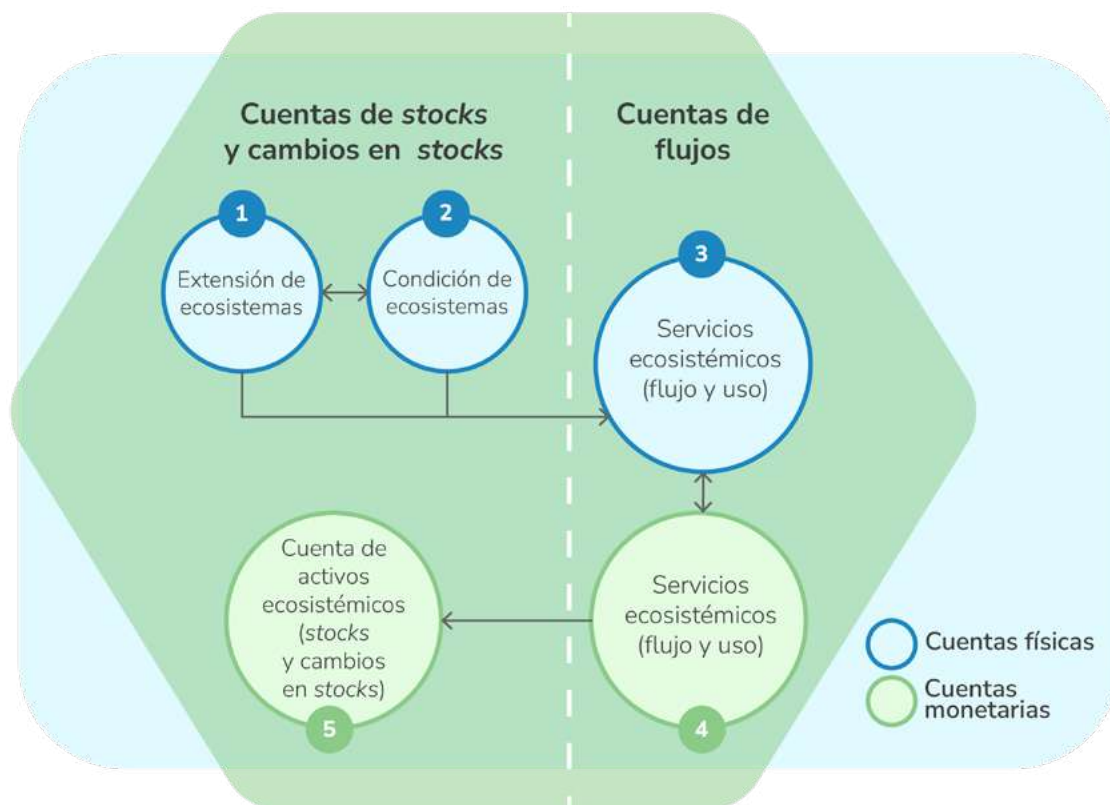 Cuentas de stocks
y cambios en stocks
Cuentas de
flujos
1
Extensión de
ecosistemas
2
Condición de
ecosistemas
3
Servicios
ecosistémicos
(flujo y uso)
Cuenta de
activos
ecosistémicos
(stocks
y cambios
en stocks)
5
Servicios
ecosistémicos
(flujo y uso)
4
Cuentas físicas
Cuentas
monetarias